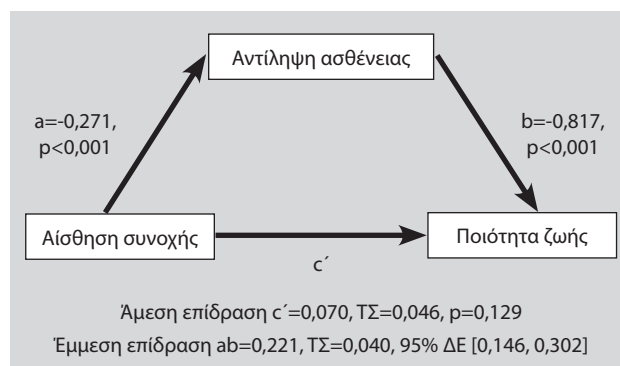 Αντίληψη ασθένειας
a=-0,271,
p<0,001
b=-0,817,
p<0,001
Αίσθηση συνοχής
Ποιότητα ζωής
c´
Άμεση επίδραση c´=0,070, ΤΣ=0,046, p=0,129
Έμμεση επίδραση ab=0,221, ΤΣ=0,040, 95% ΔΕ [0,146, 0,302]